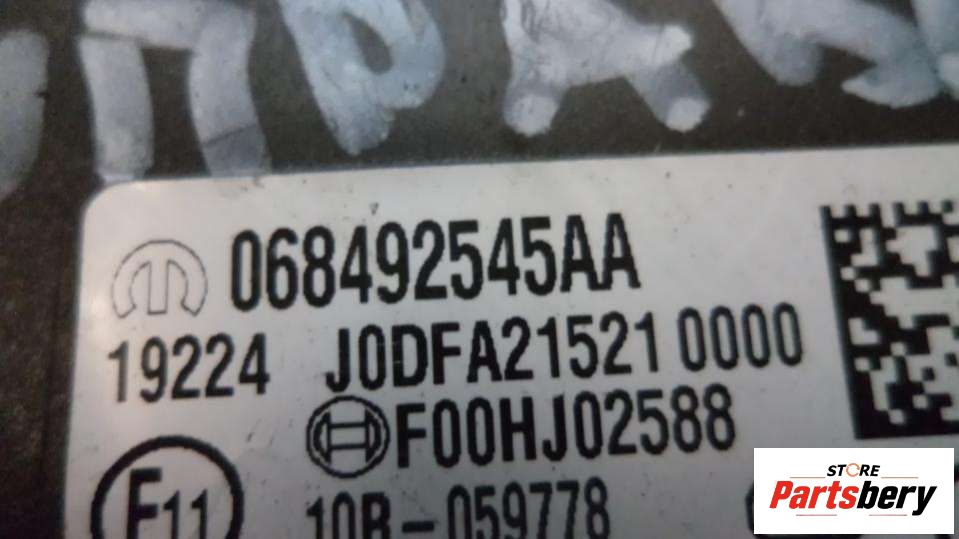 068492545AA
19224 J0DFA21521 0000
F00HJ02588
E11
10R-059778
STORE
Partsbery